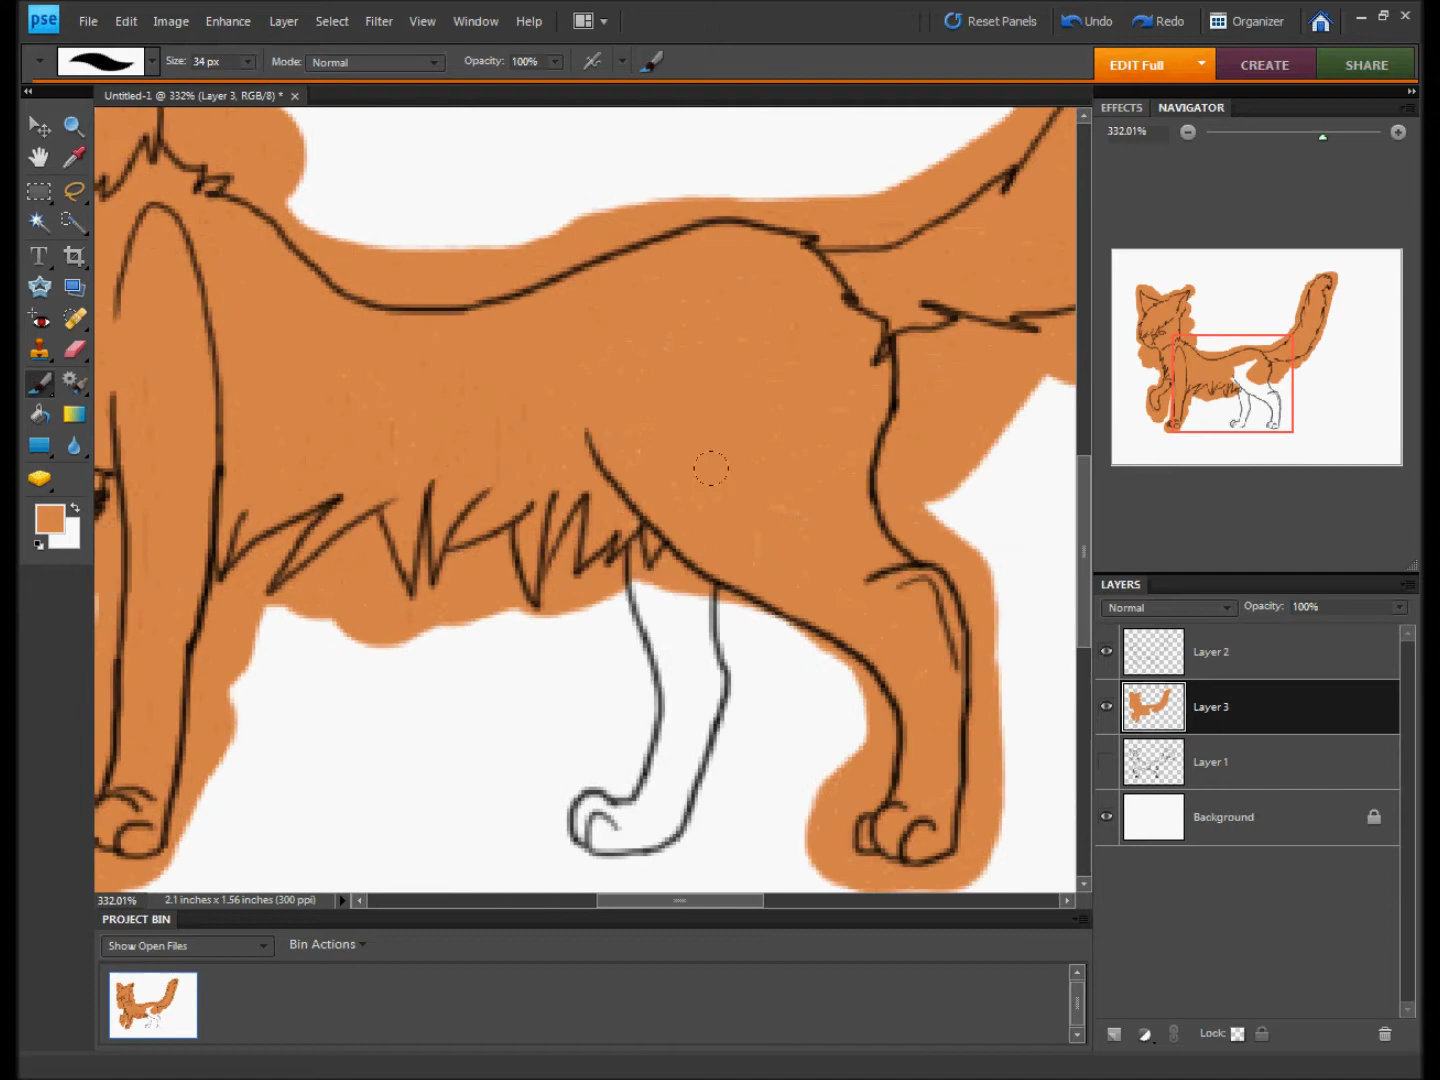 pse File Edit Image Enhance Layer Select Filter View Window Help Reset Panels Undo Redo Organizer
Size: 34 px Mode: Normal Opacity: 100% EDIT Full CREATE SHARE
Untitled-1 @ 332% (Layer 3, RGB/8) *
EFFECTS NAVIGATOR
332.01%
T
LAYERS
Normal Opacity: 100%
Layer 2
Layer 3
Layer 1
Background
332.01% 2.1 inches x 1.56 inches (300 ppi)
PROJECT BIN
Show Open Files Bin Actions
Lock: